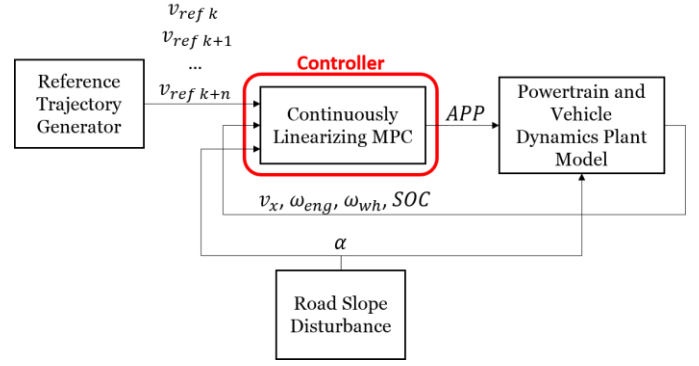 v_ref k
v_ref k+1
...
v_ref k+n
Controller
Reference
Trajectory
Generator
Continuously
Linearizing MPC
APP
Powertrain and
Vehicle
Dynamics Plant
Model
v_x, ω_eng, ω_wh, SOC
α
Road Slope
Disturbance